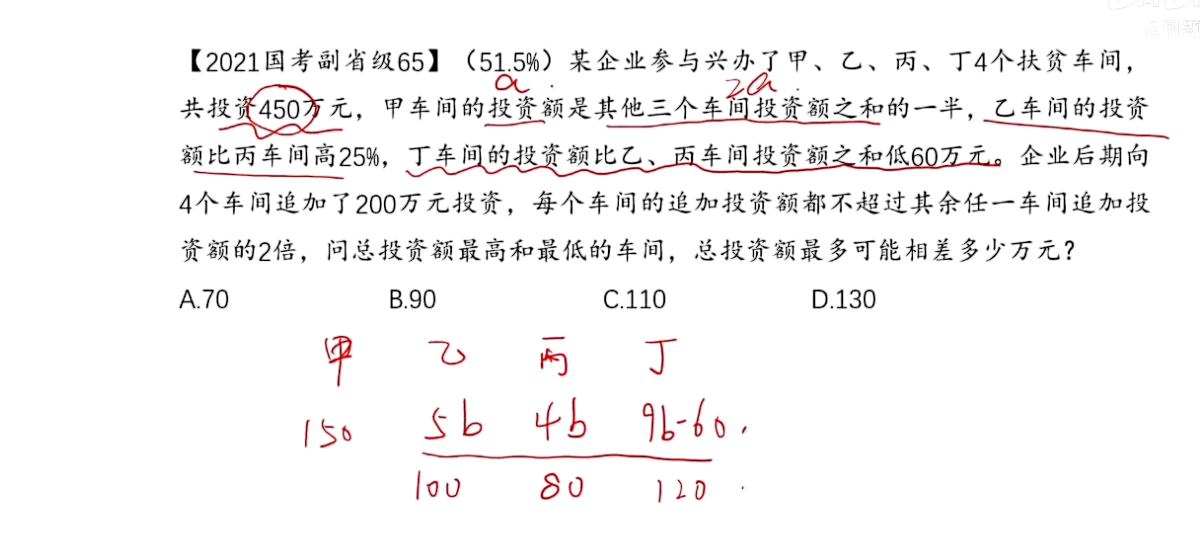 【2021国考副省级65】（51.5%）某企业参与兴办了甲、乙、丙、丁4个扶贫车间，
a 2a
共投资450万元，甲车间的投资额是其他三个车间投资额之和的一半，乙车间的投资
额比丙车间高25%，丁车间的投资额比乙、丙车间投资额之和低60万元。企业后期向
4个车间追加了200万元投资，每个车间的追加投资额都不超过其余任一车间追加投
资额的2倍，问总投资额最高和最低的车间，总投资额最多可能相差多少万元？
A.70 B.90 C.110 D.130
甲 乙 丙 丁
150 5b 4b 9b-60.
100 80 120